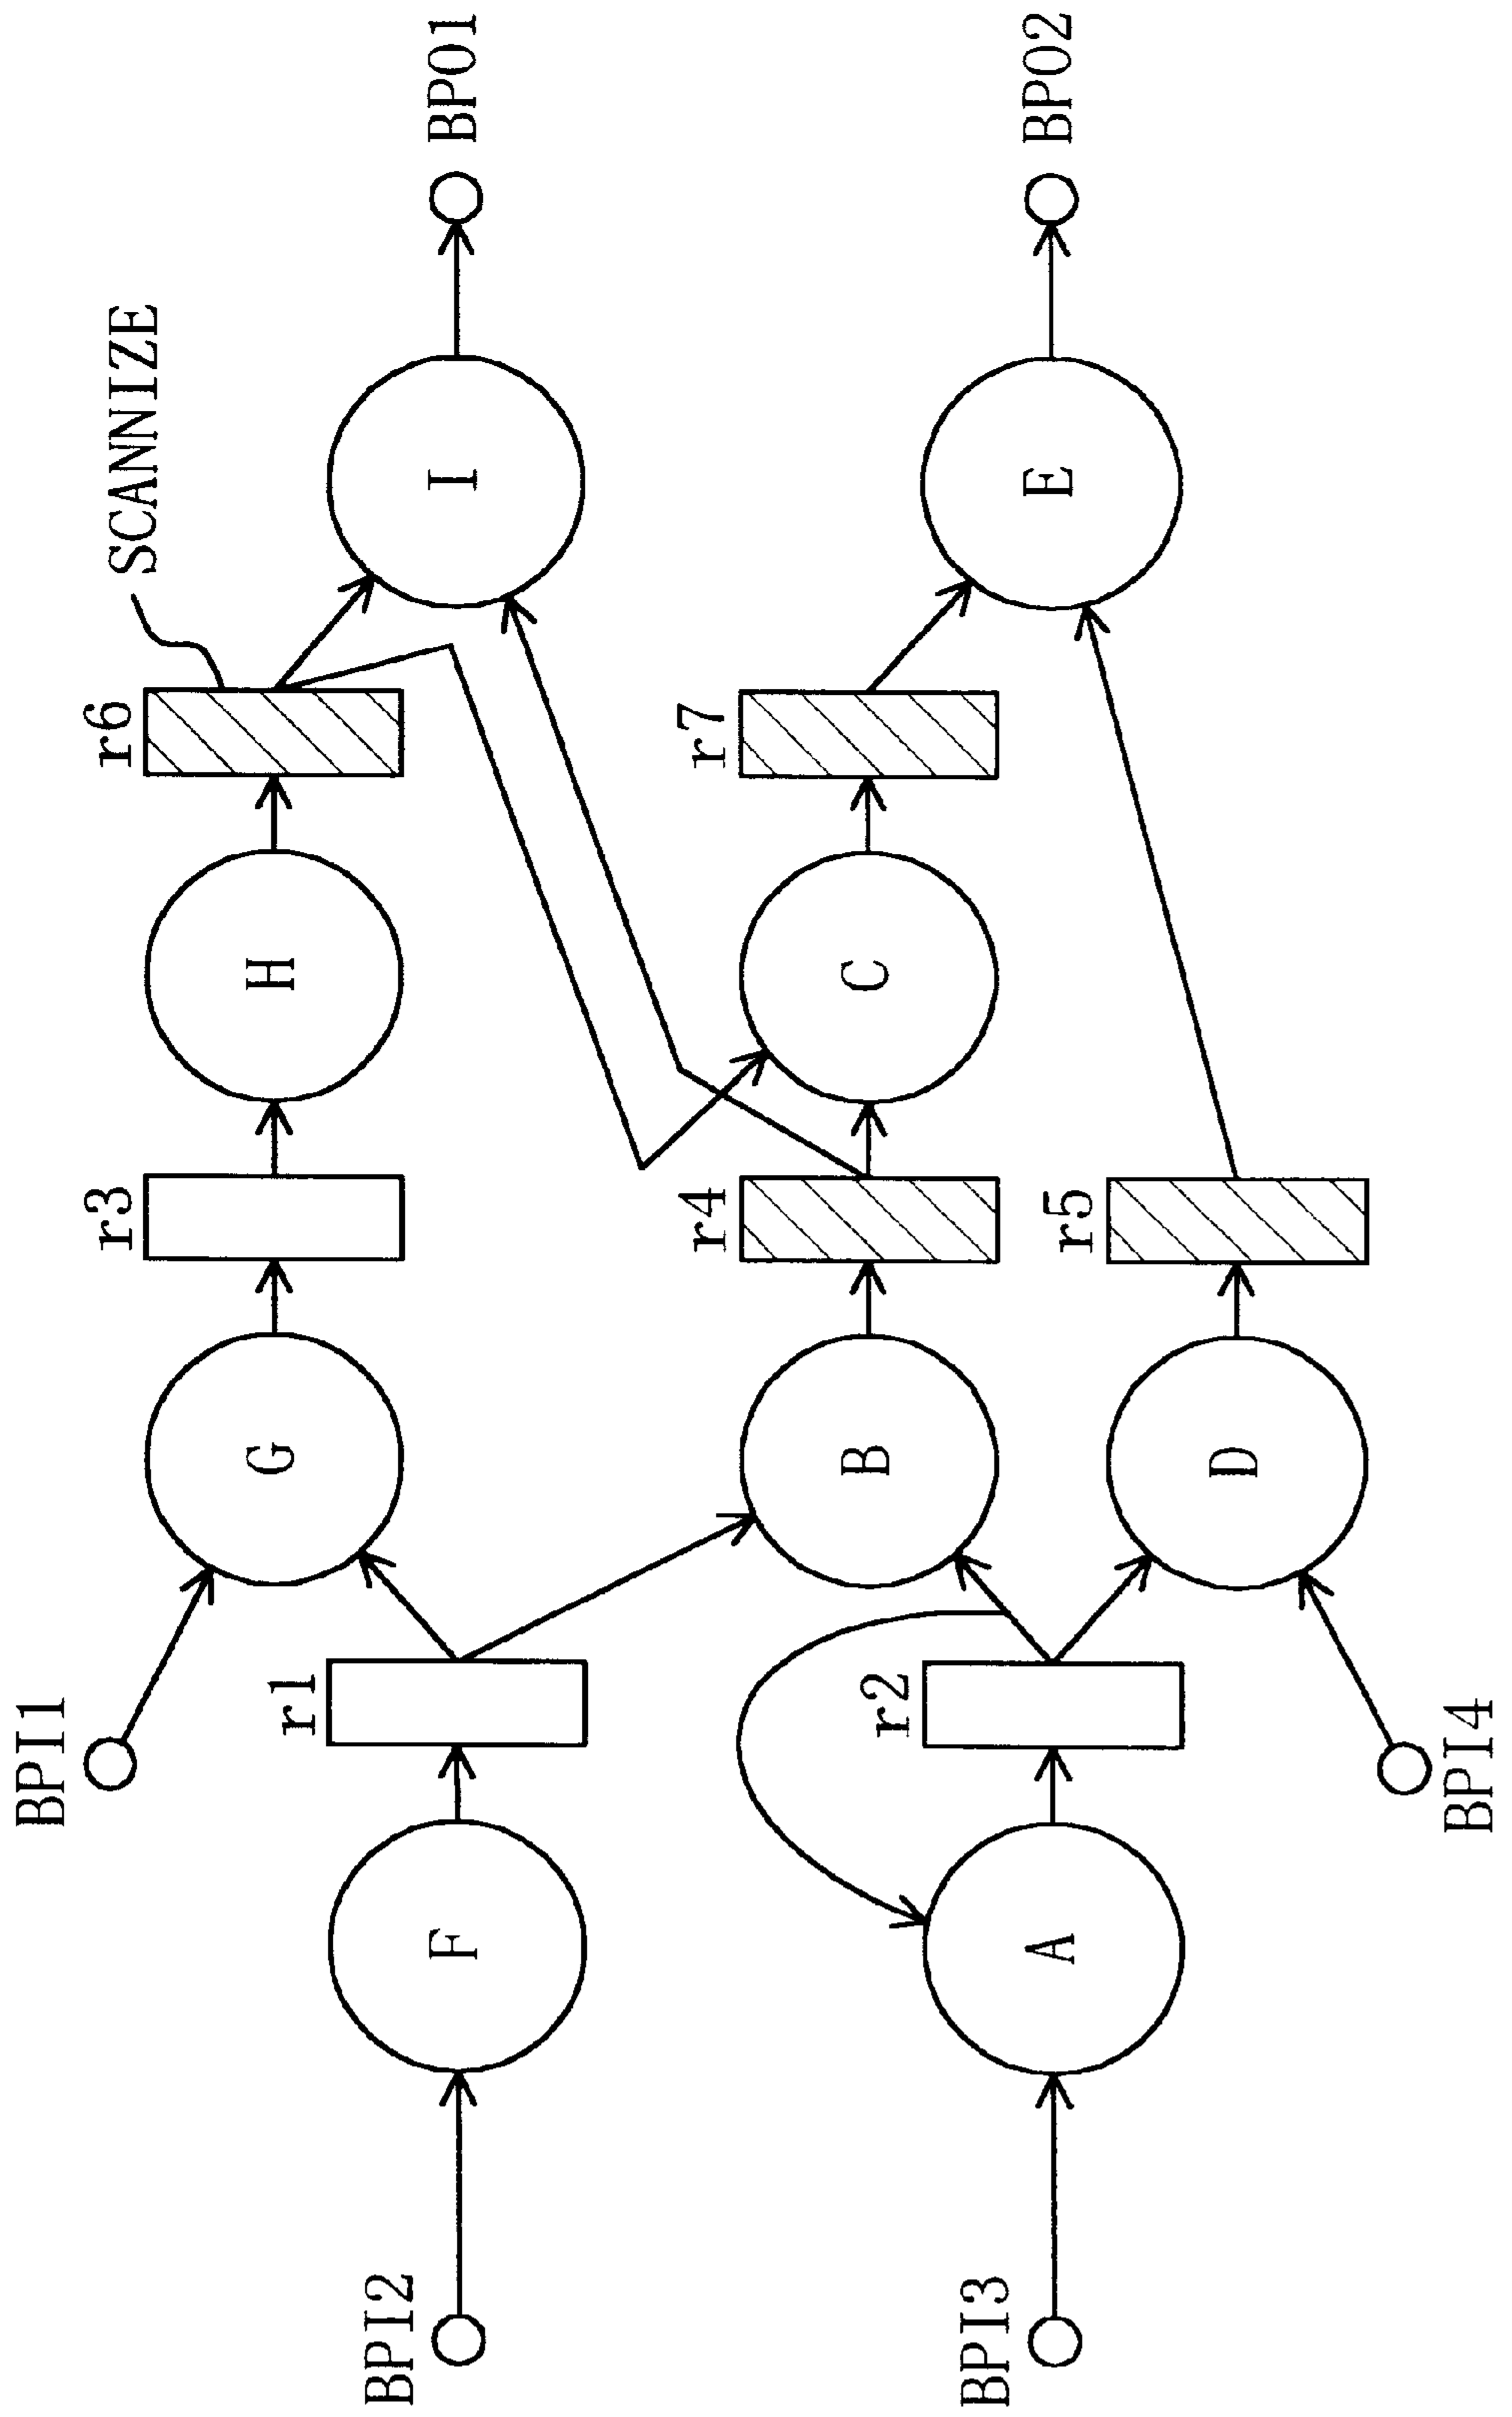 SCANNIZE
BPI1
r3
r6
G
H
BPI2
F
r1
I
BPO1
r4
r7
B
C
BPI3
A
r2
E
BPO2
r5
D
BPI4